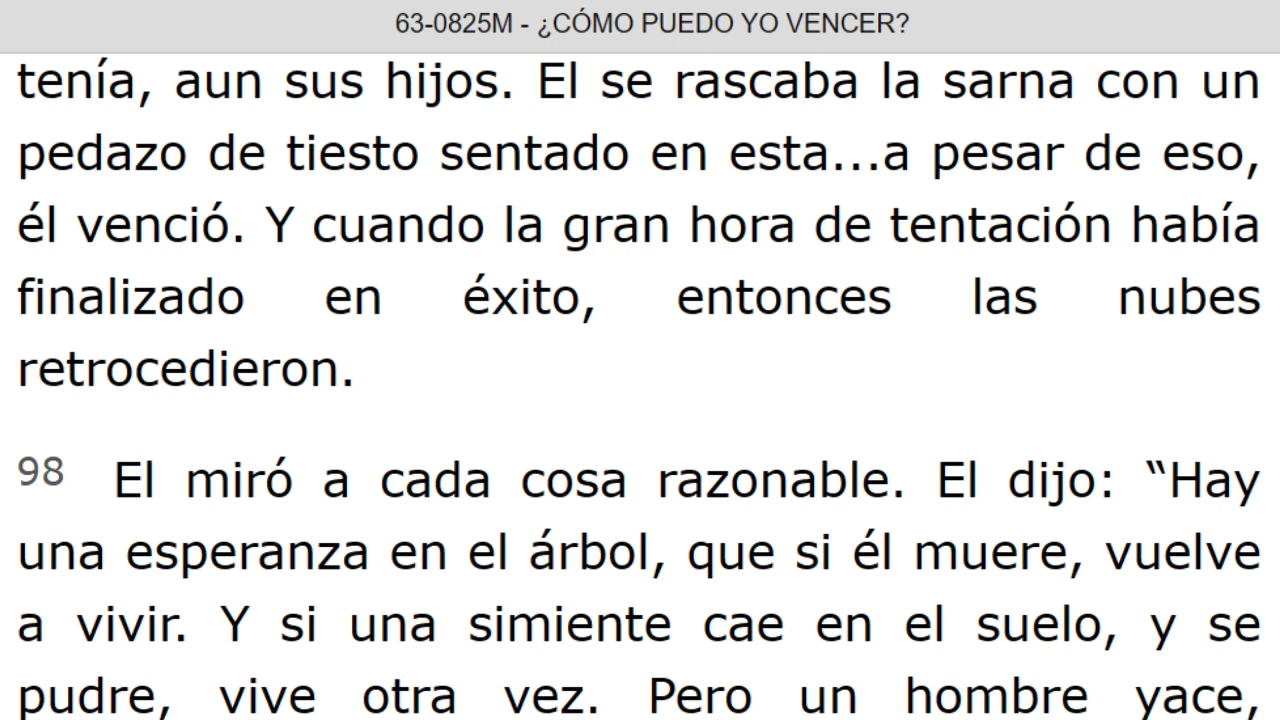 63-0825M - ¿CÓMO PUEDO YO VENCER?
tenía, aun sus hijos. El se rascaba la sarna con un
pedazo de tiesto sentado en esta…a pesar de eso,
él venció. Y cuando la gran hora de tentación había
finalizado en éxito, entonces las nubes
retrocedieron.
98 El miró a cada cosa razonable. El dijo: “Hay
una esperanza en el árbol, que si él muere, vuelve
a vivir. Y si una simiente cae en el suelo, y se
pudre, vive otra vez. Pero un hombre yace,